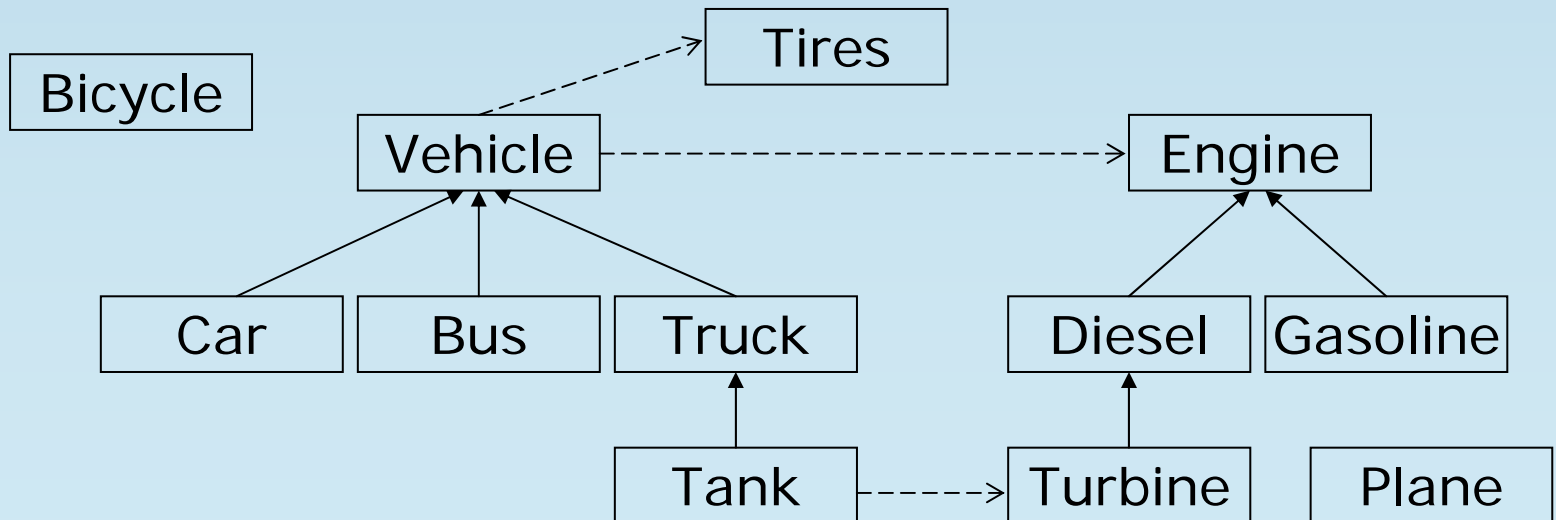 Tires
Bicycle
Vehicle
Engine
Car
Bus
Truck
Diesel
Gasoline
Tank
Turbine
Plane